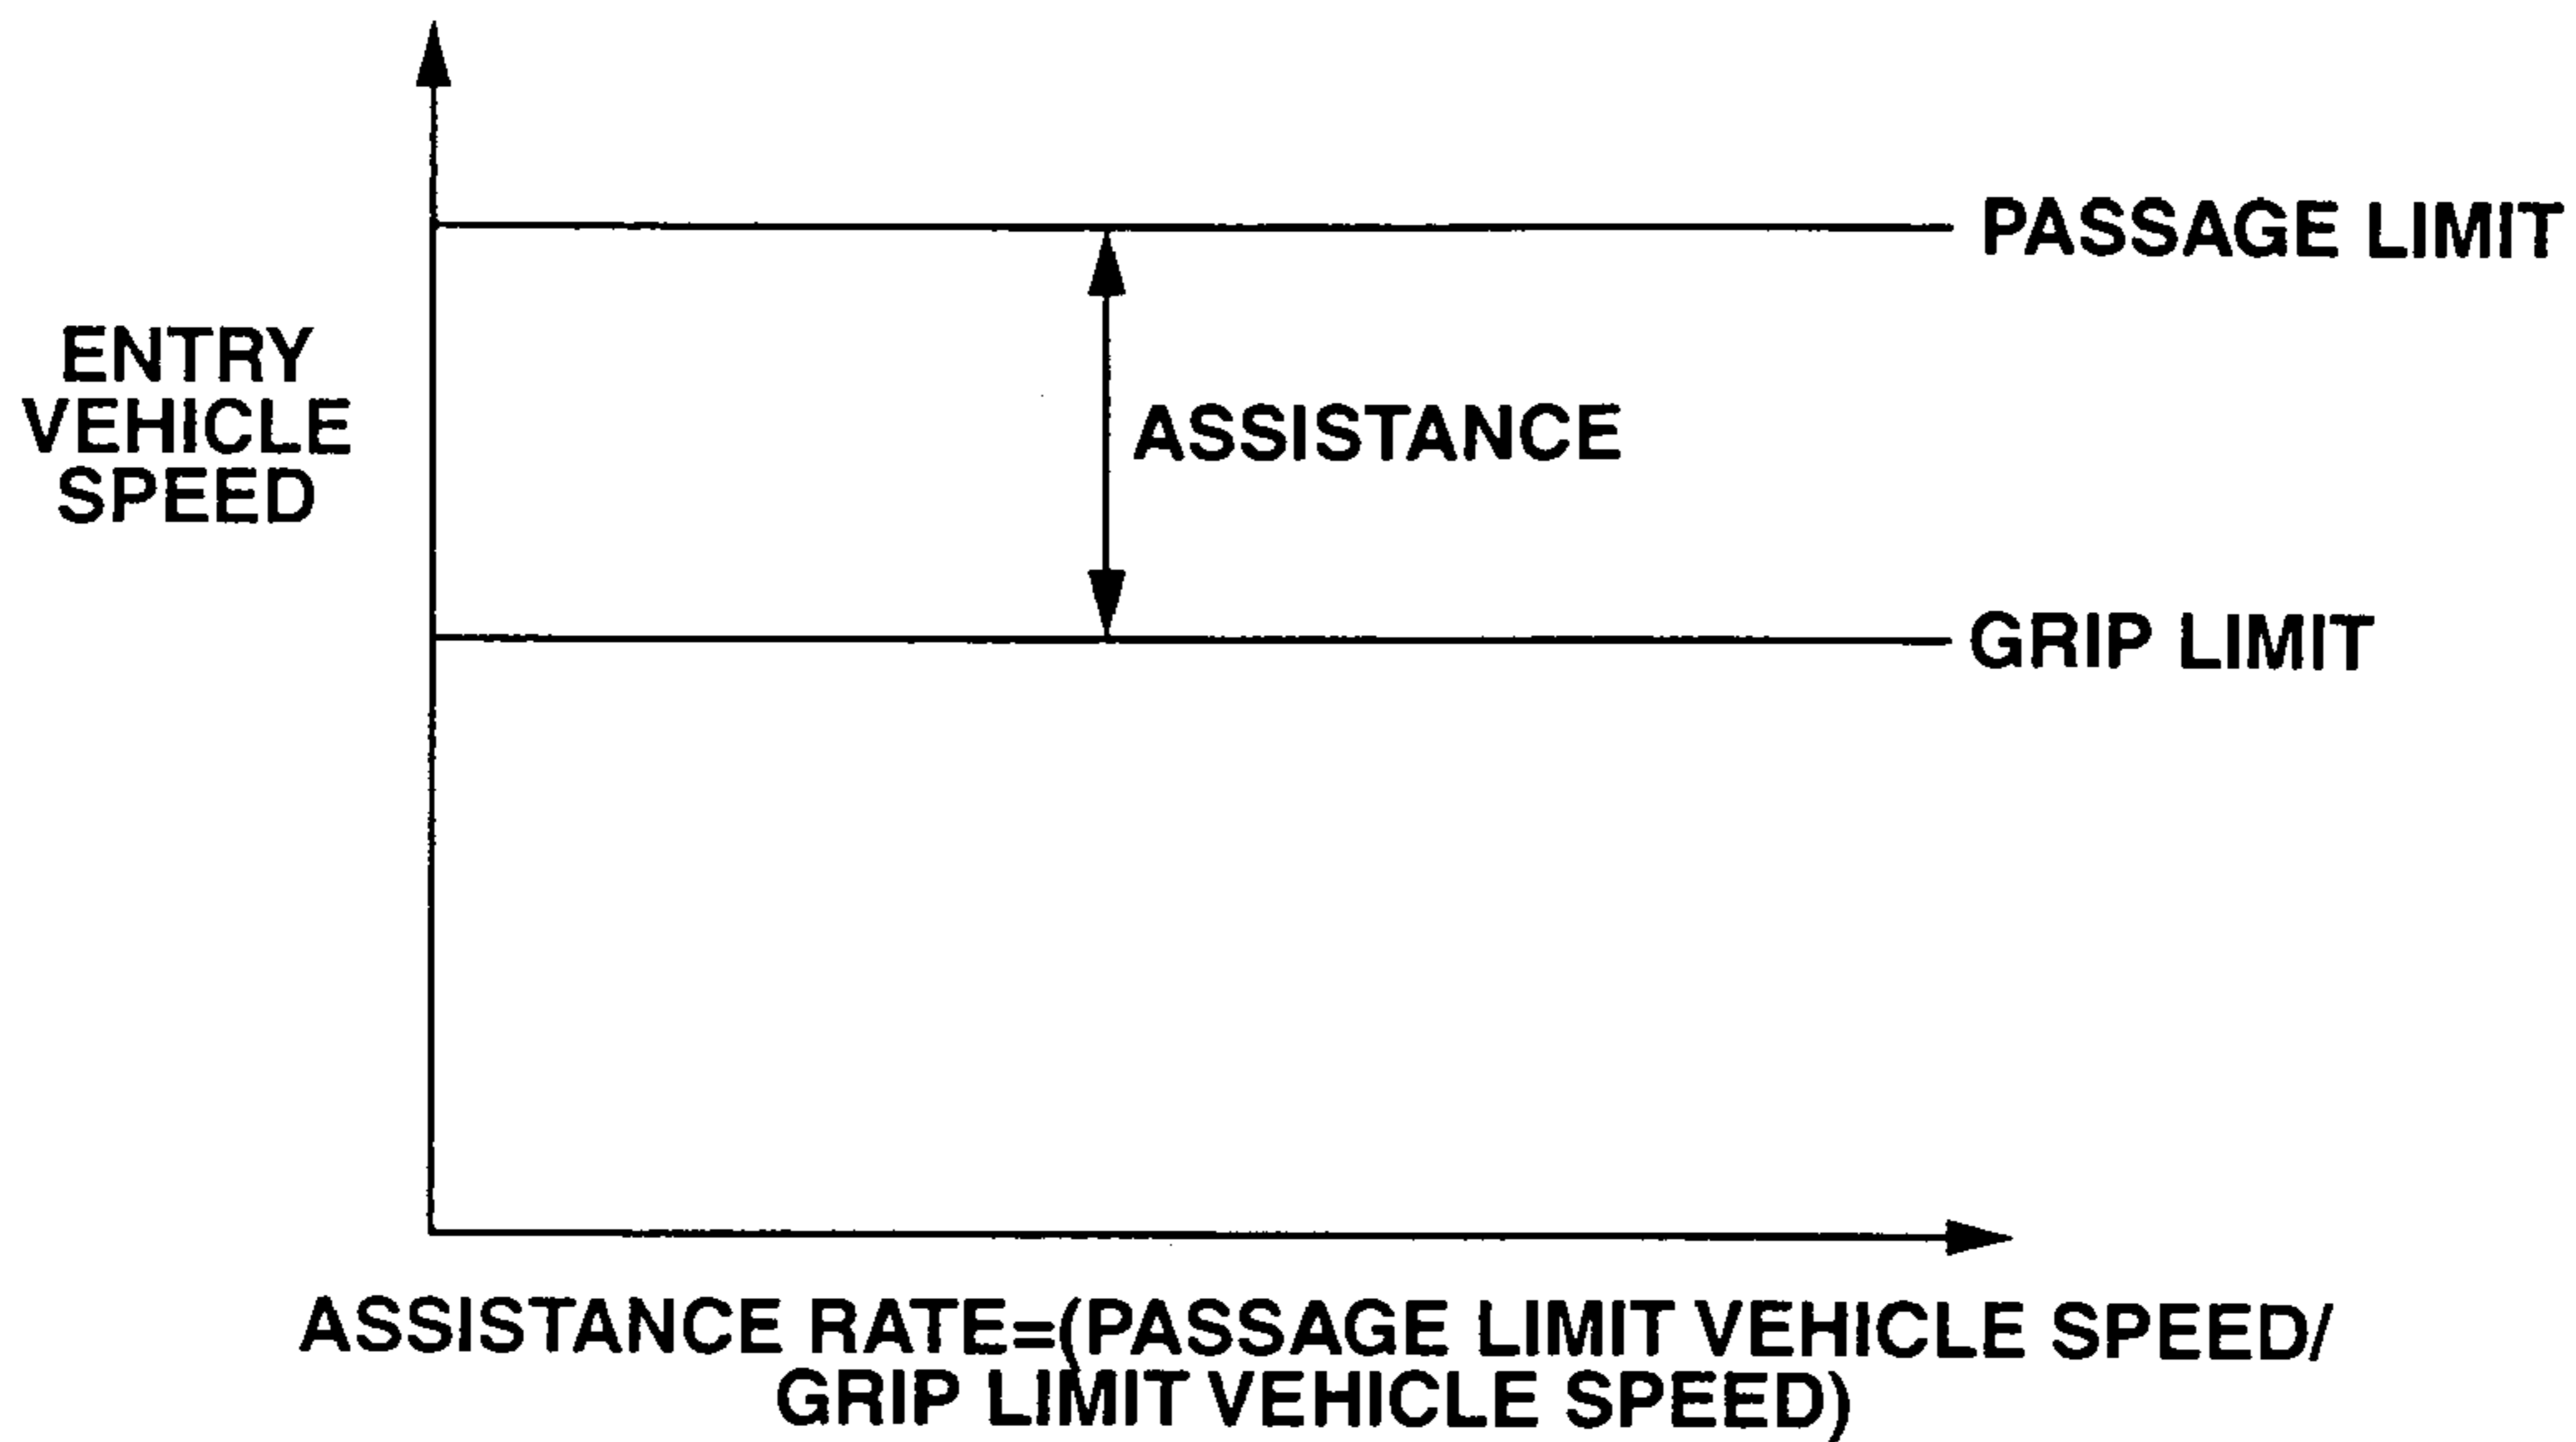 PASSAGE LIMIT
ENTRY
VEHICLE
SPEED
ASSISTANCE
GRIP LIMIT
ASSISTANCE RATE=(PASSAGE LIMIT VEHICLE SPEED/
GRIP LIMIT VEHICLE SPEED)